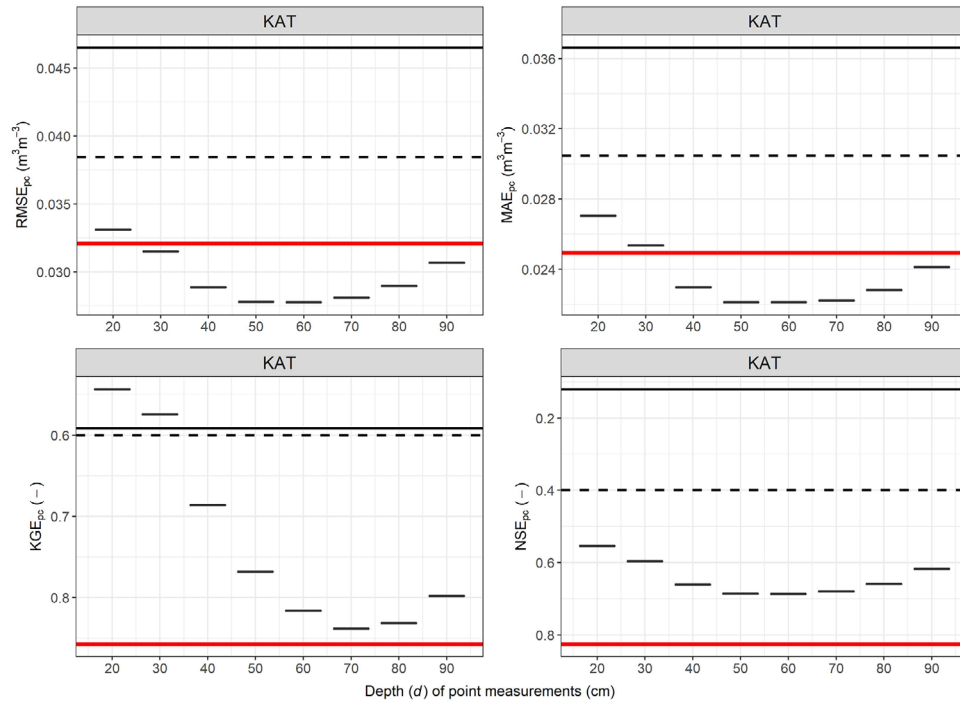 KAT
KAT
RMSEpc (m³m⁻³)
0.045
0.040
0.035
0.030
20 30 40 50 60 70 80 90
MAEpc (m³m⁻³)
0.036
0.032
0.028
0.024
20 30 40 50 60 70 80 90
KAT
KAT
KGEpc (−)
0.6
0.7
0.8
20 30 40 50 60 70 80 90
NSEpc (−)
0.2
0.4
0.6
0.8
20 30 40 50 60 70 80 90
Depth (d) of point measurements (cm)